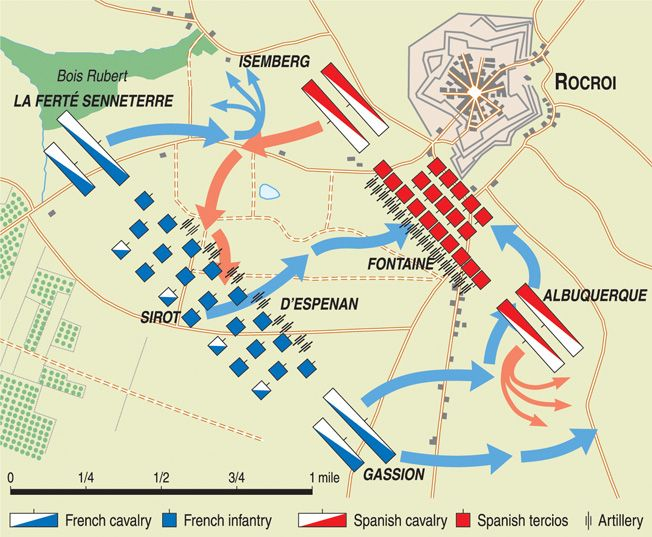 Bois Rubert
LA FERTÉ SENNETERRE
ISEMBERG
ROCROI
FONTAINE
ALBUQUERQUE
SIROT
D'ESPENAN
GASSION
0 1/4 1/2 3/4 1 mile
French cavalry French infantry Spanish cavalry Spanish tercios Artillery